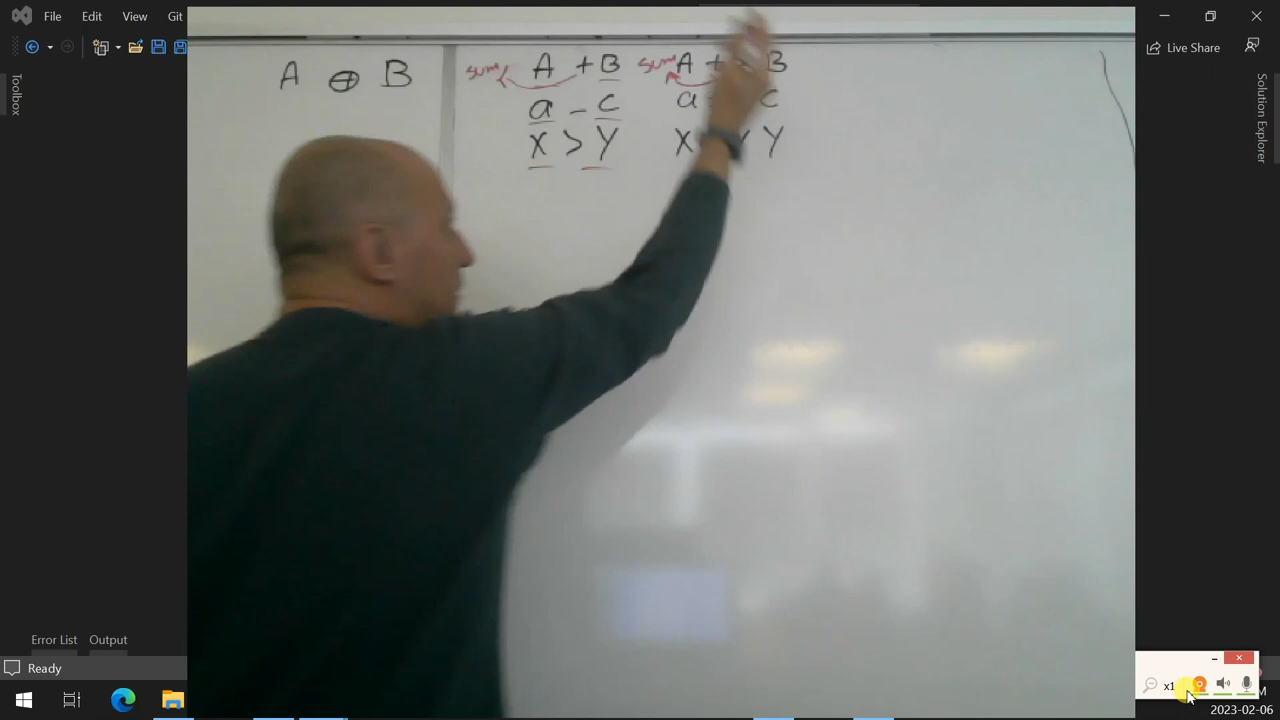 File Edit View Git
Live Share
Toolbox
Solution Explorer
A ⊕ B
sum A + B
a - c
X > Y
sum A + B
a c
X Y
Error List Output
Ready
x1
M
2023-02-06